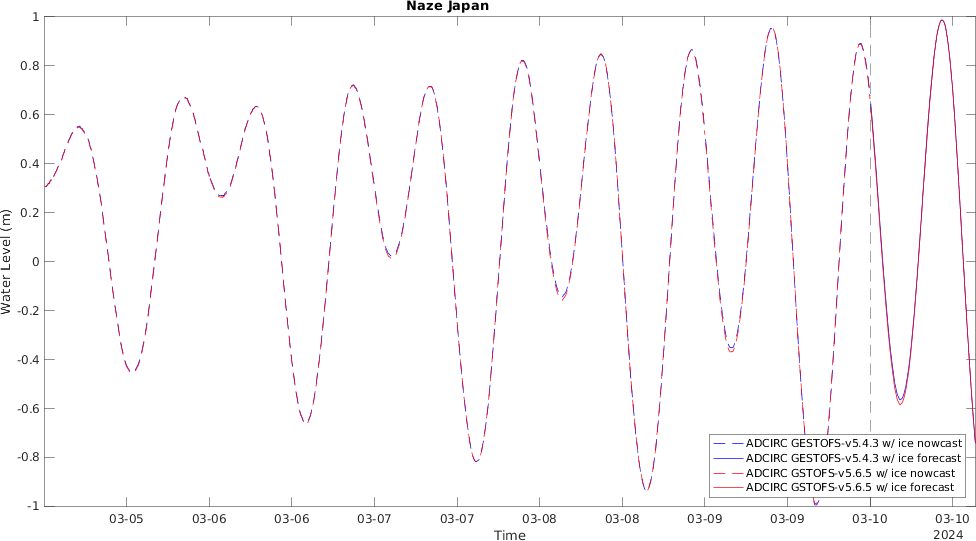 Naze Japan
1
0.8
0.6
0.4
0.2
0
-0.2
-0.4
-0.6
-0.8
-1
Water Level (m)
ADCIRC GESTOFS-v5.4.3 w/ ice nowcast
ADCIRC GESTOFS-v5.4.3 w/ ice forecast
ADCIRC GSTOFS-v5.6.5 w/ ice nowcast
ADCIRC GSTOFS-v5.6.5 w/ ice forecast
03-05 03-06 03-06 03-07 03-07 03-08 03-08 03-09 03-09 03-10 03-10
Time 2024